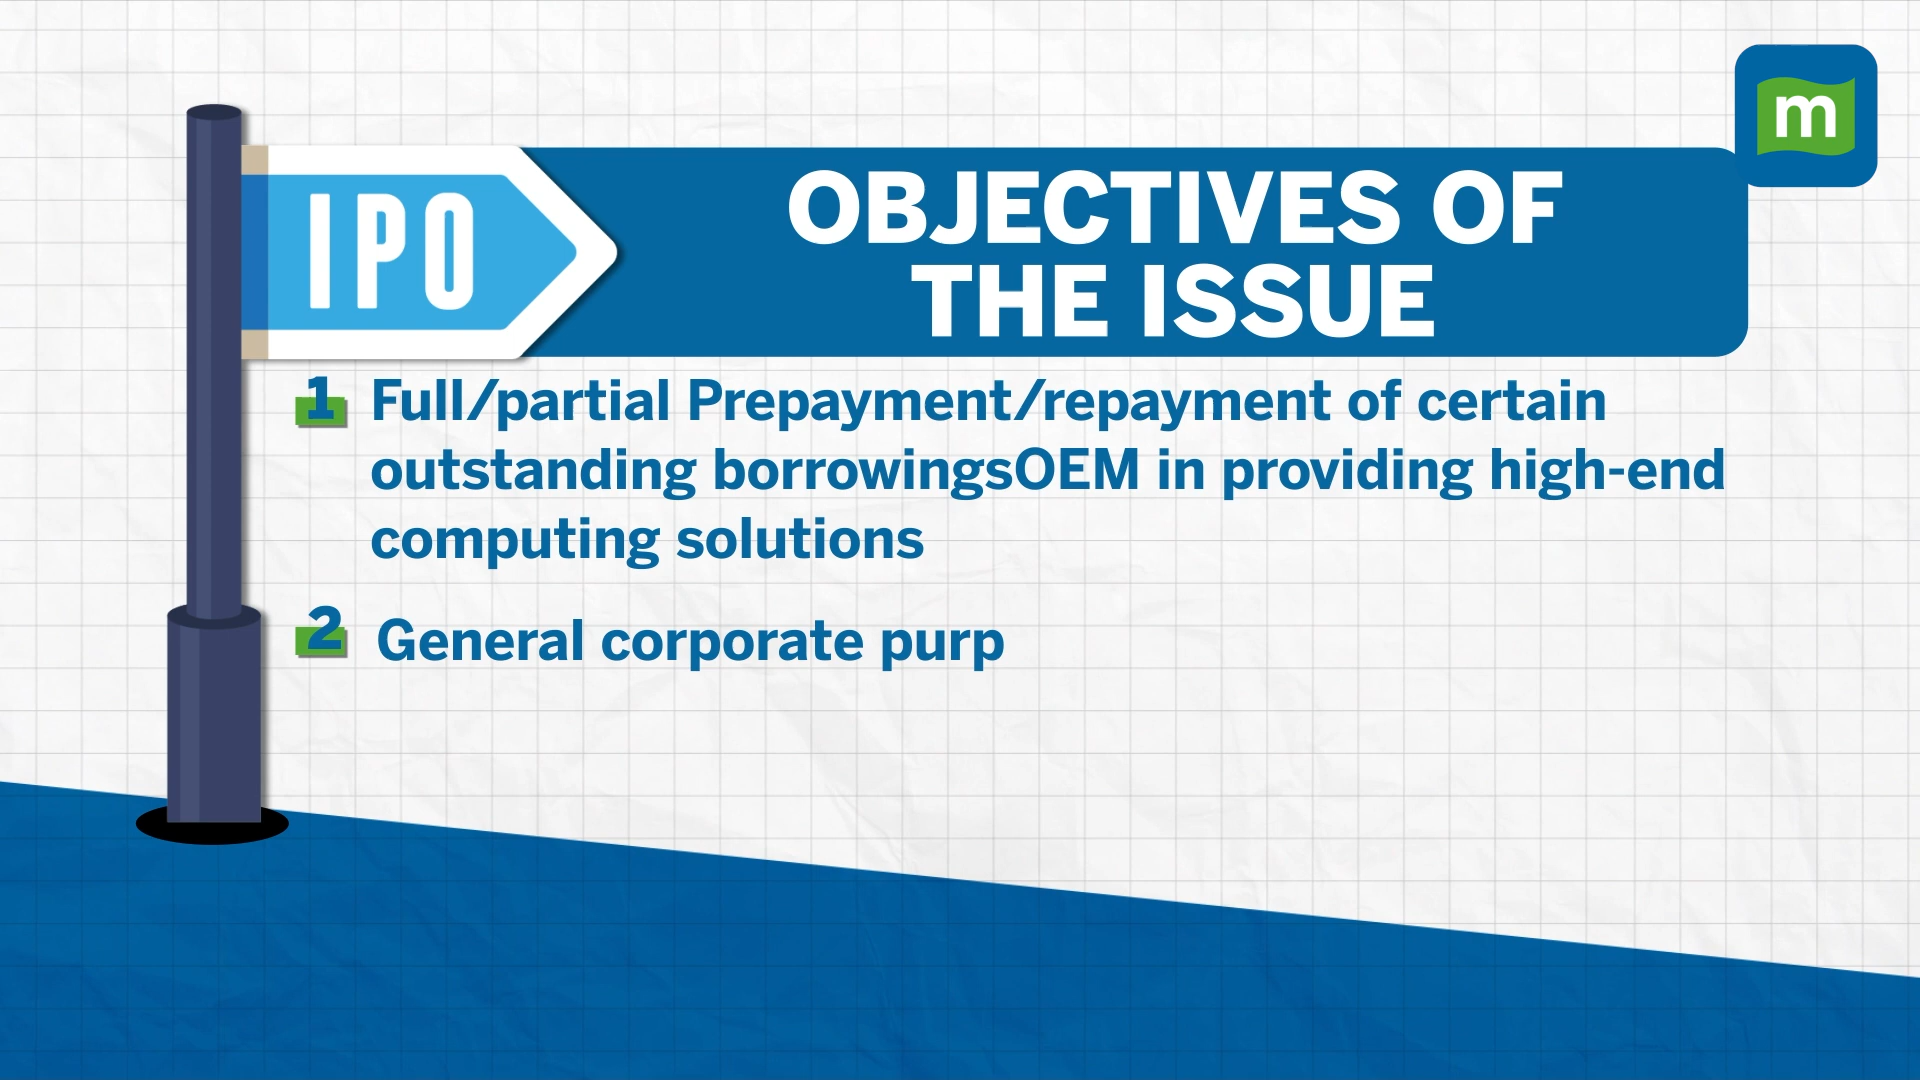 m
IPO
OBJECTIVES OF
THE ISSUE
1 Full/partial Prepayment/repayment of certain
outstanding borrowingsOEM in providing high-end
computing solutions
2 General corporate purp